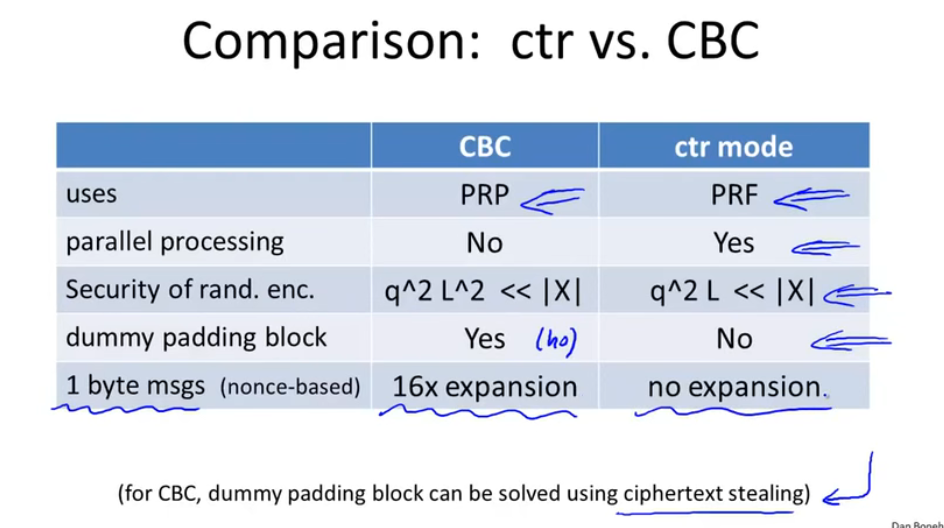 Comparison: ctr vs. CBC
CBC ctr mode
uses PRP PRF
parallel processing No Yes
Security of rand. enc. q^2 L^2 << |X| q^2 L << |X|
dummy padding block Yes (no) No
1 byte msgs (nonce-based) 16x expansion no expansion.
(for CBC, dummy padding block can be solved using ciphertext stealing)
Dan Boneh